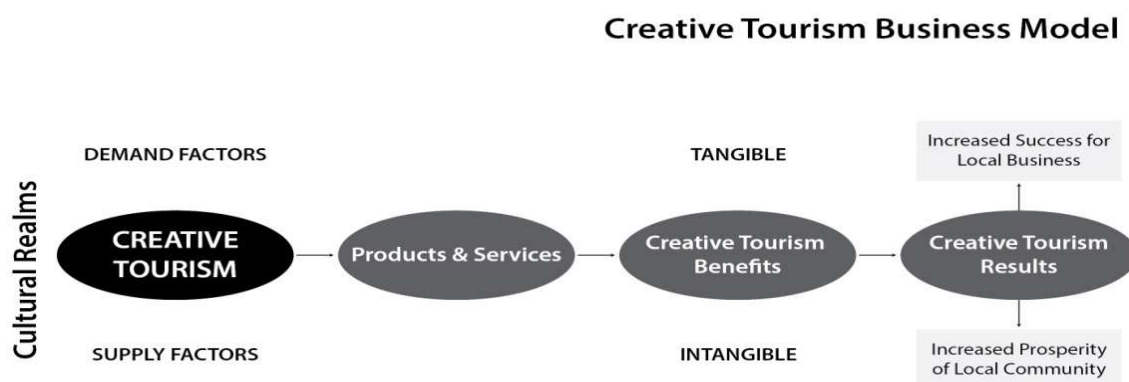 Creative Tourism Business Model
Cultural Realms
DEMAND FACTORS
CREATIVE
TOURISM
SUPPLY FACTORS
Products & Services
TANGIBLE
Creative Tourism
Benefits
INTANGIBLE
Increased Success for
Local Business
Creative Tourism
Results
Increased Prosperity
of Local Community